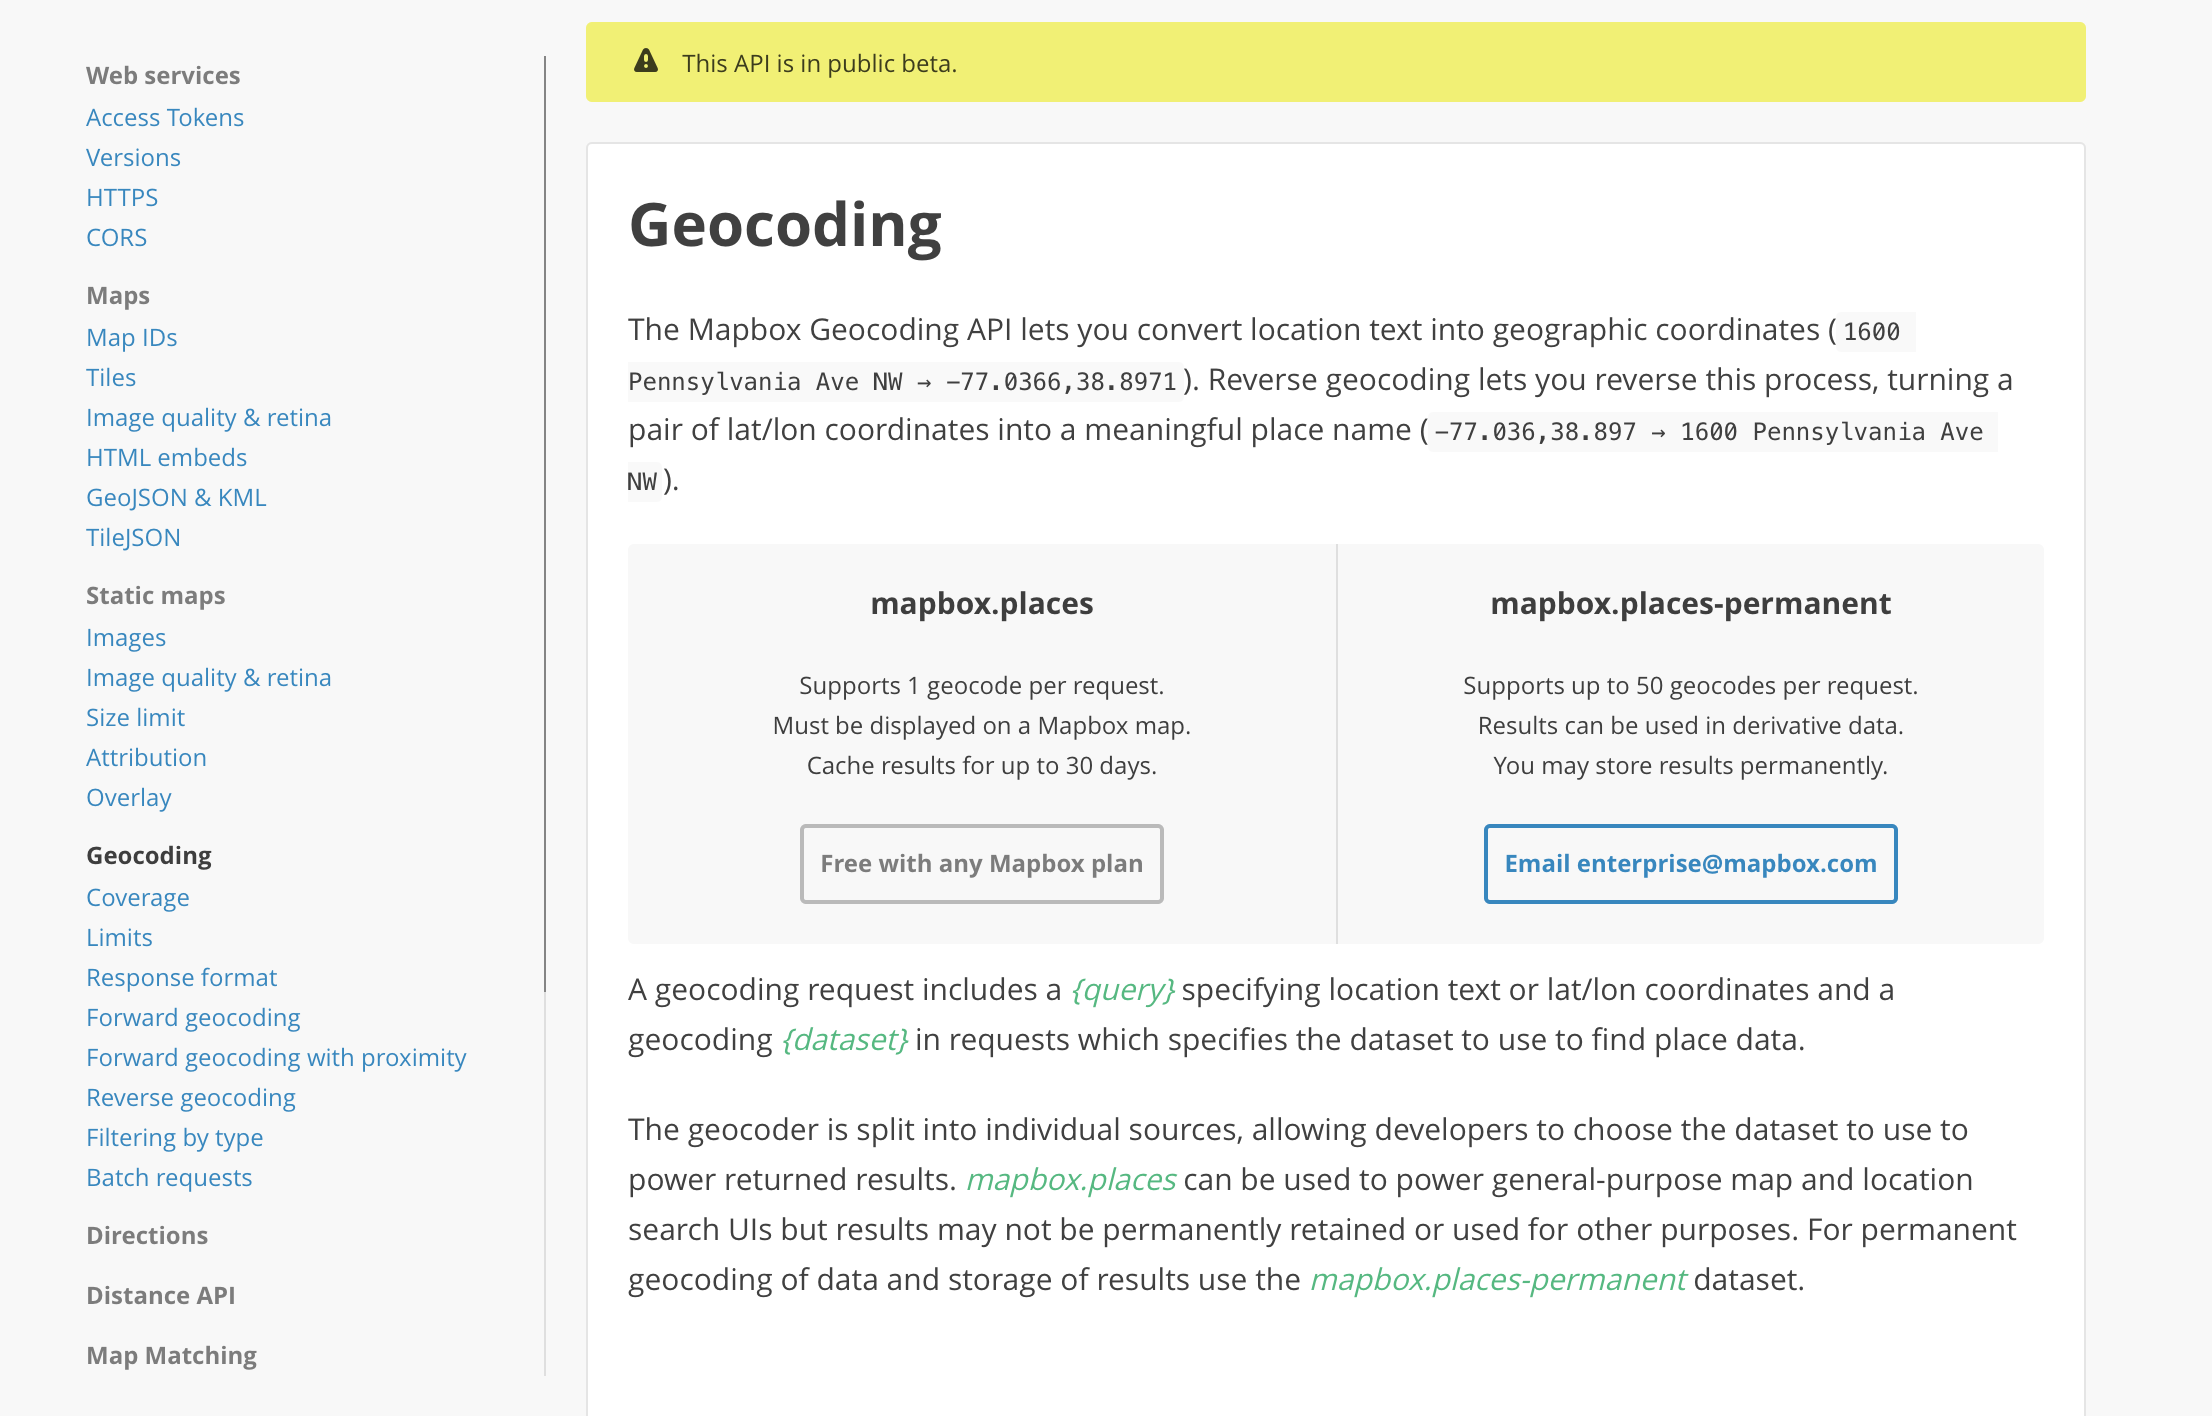 Web services
Access Tokens
Versions
HTTPS
CORS
Maps
Map IDs
Tiles
Image quality & retina
HTML embeds
GeoJSON & KML
TileJSON
Static maps
Images
Image quality & retina
Size limit
Attribution
Overlay
Geocoding
Coverage
Limits
Response format
Forward geocoding
Forward geocoding with proximity
Reverse geocoding
Filtering by type
Batch requests
Directions
Distance API
Map Matching
This API is in public beta.
Geocoding
The Mapbox Geocoding API lets you convert location text into geographic coordinates (1600
Pennsylvania Ave NW → −77.0366,38.8971). Reverse geocoding lets you reverse this process, turning a
pair of lat/lon coordinates into a meaningful place name (−77.036,38.897 → 1600 Pennsylvania Ave
NW).
mapbox.places
Supports 1 geocode per request.
Must be displayed on a Mapbox map.
Cache results for up to 30 days.
Free with any Mapbox plan
mapbox.places-permanent
Supports up to 50 geocodes per request.
Results can be used in derivative data.
You may store results permanently.
Email enterprise@mapbox.com
A geocoding request includes a {query} specifying location text or lat/lon coordinates and a
geocoding {dataset} in requests which specifies the dataset to use to find place data.
The geocoder is split into individual sources, allowing developers to choose the dataset to use to
power returned results. mapbox.places can be used to power general-purpose map and location
search UIs but results may not be permanently retained or used for other purposes. For permanent
geocoding of data and storage of results use the mapbox.places-permanent dataset.